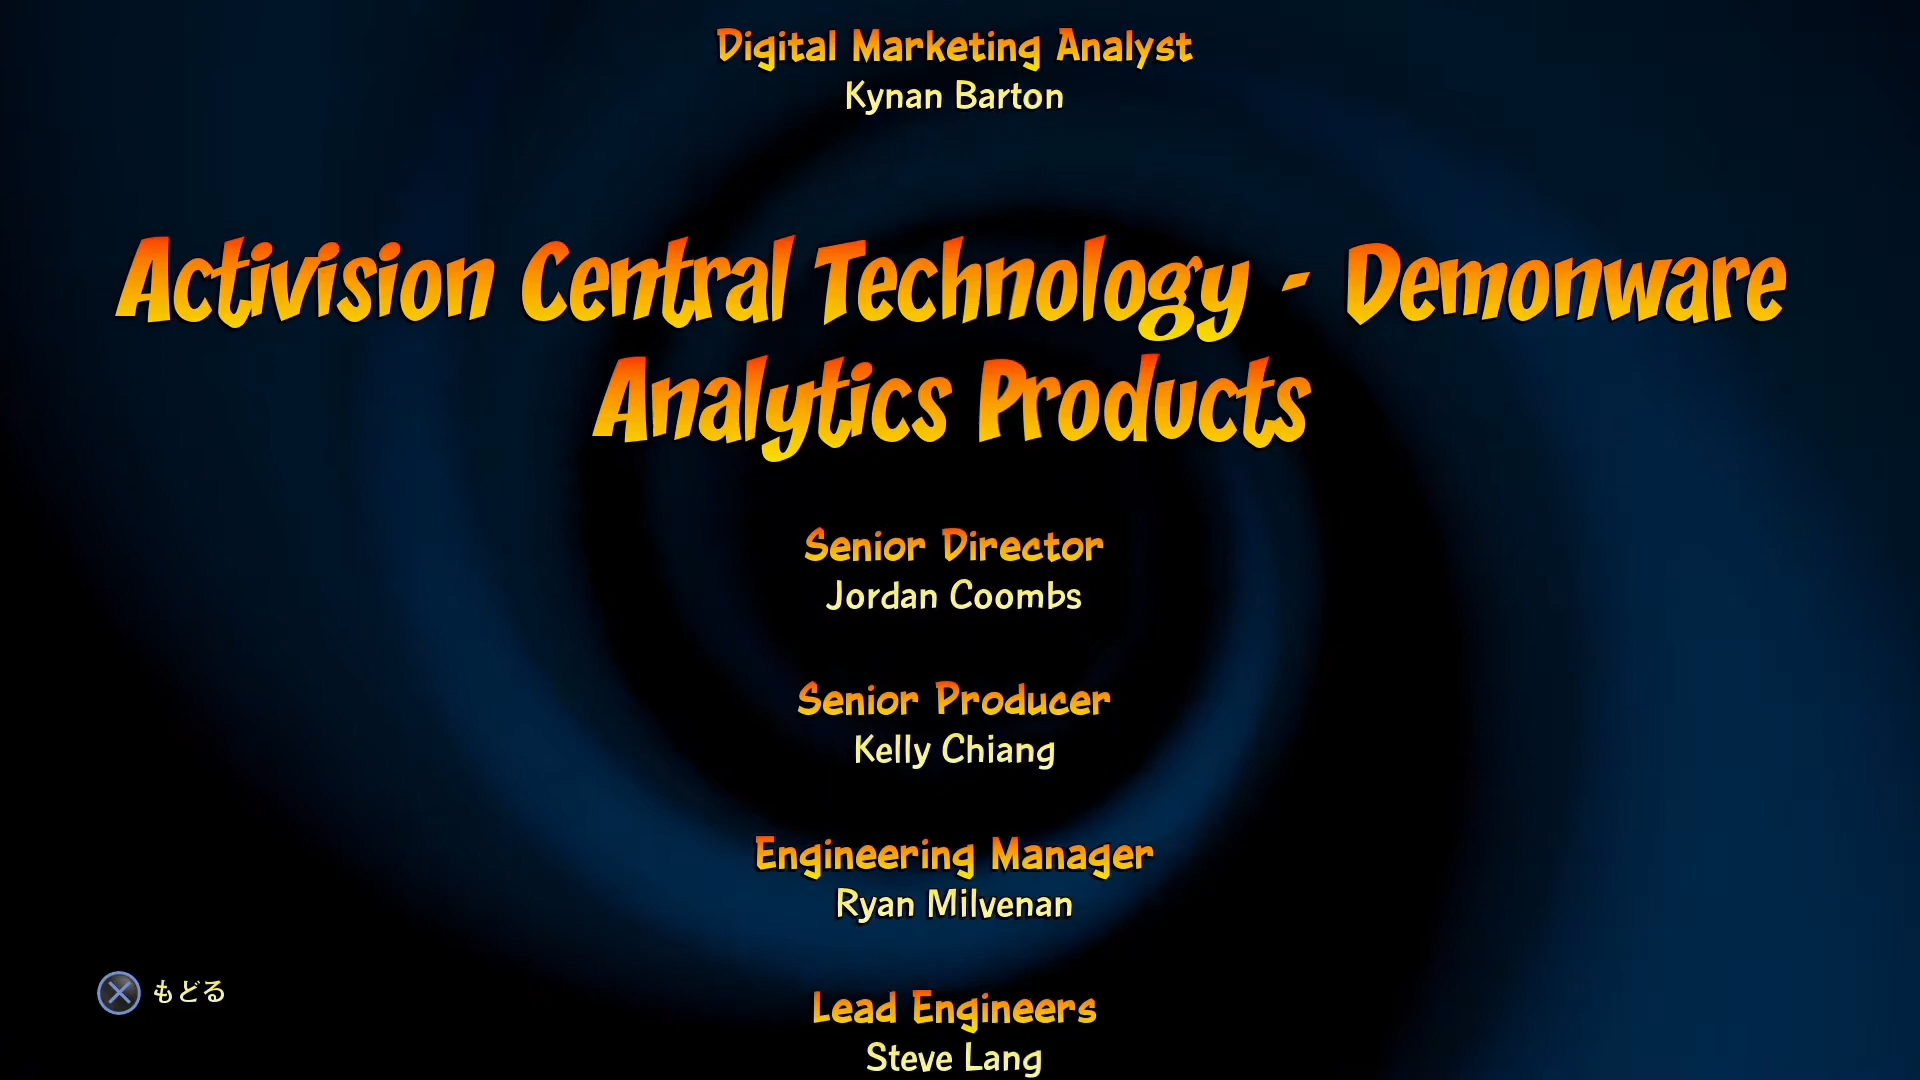 Digital Marketing Analyst
Kynan Barton
Activision Central Technology - Demonware
Analytics Products
Senior Director
Jordan Coombs
Senior Producer
Kelly Chiang
Engineering Manager
Ryan Milvenan
もどる
Lead Engineers
Steve Lang